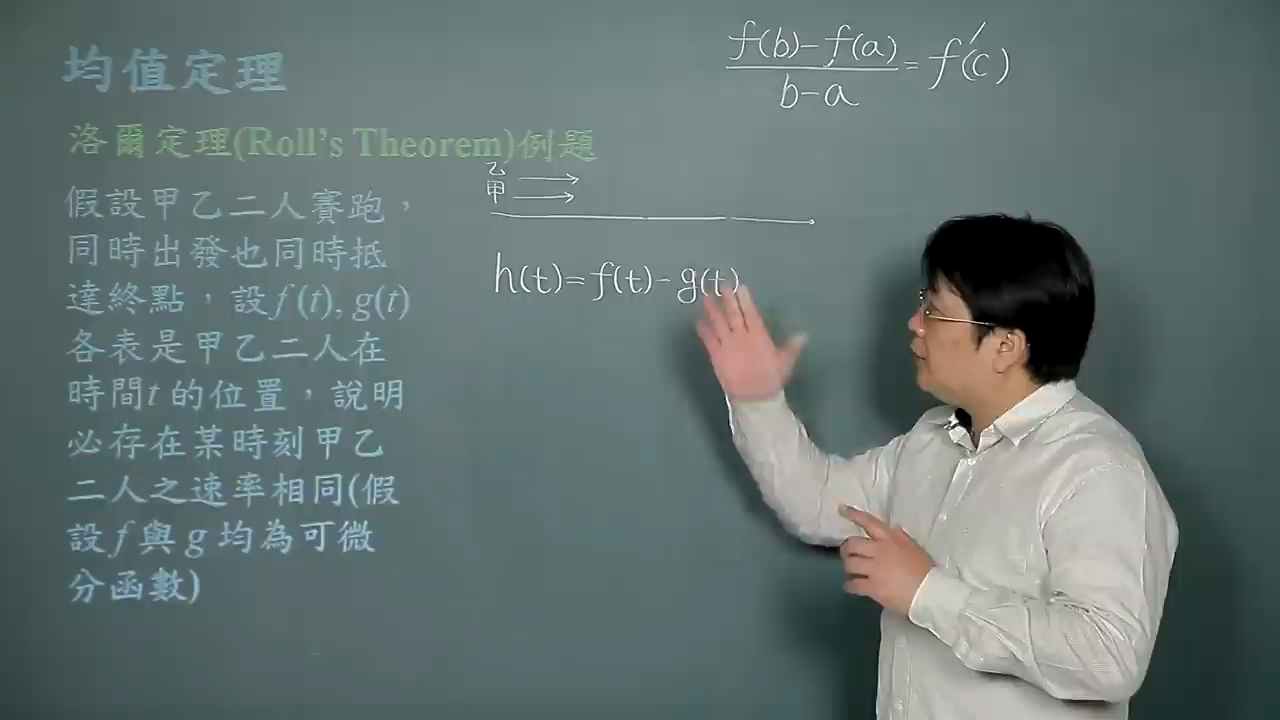 均值定理
洛爾定理(Roll's Theorem)例題
假設甲乙二人賽跑，
同時出發也同時抵
達終點，設f(t), g(t)
各表是甲乙二人在
時間t的位置，說明
必存在某時刻甲乙
二人之速率相同(假
設f與g均為可微
分函數)
f(b)-f(a)/b-a = f'(c)
乙
甲
h(t)=f(t)-g(t)